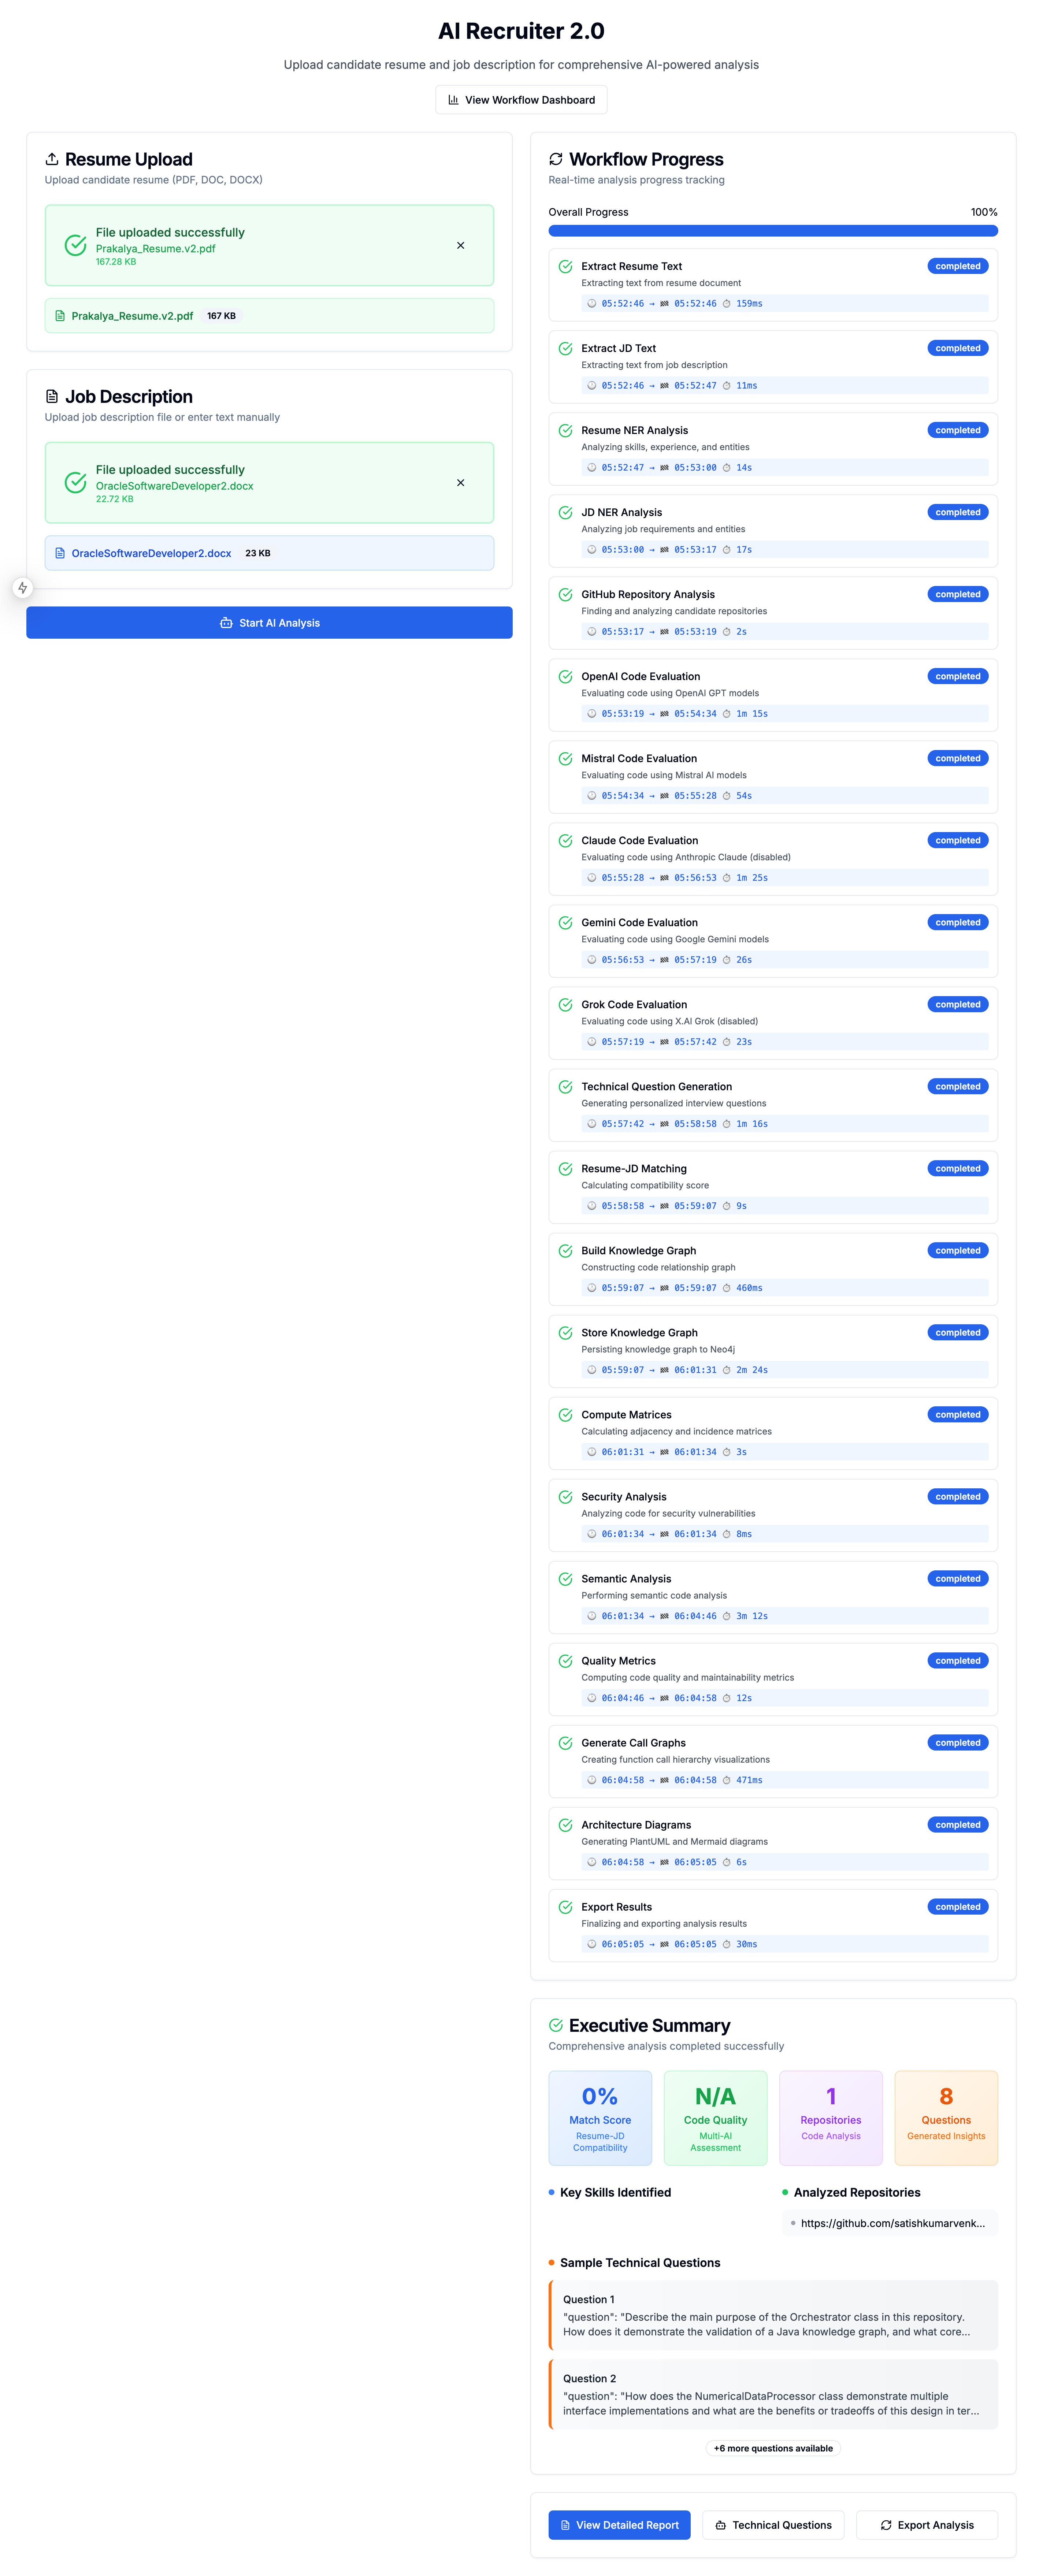 AI Recruiter 2.0
Upload candidate resume and job description for comprehensive AI-powered analysis
View Workflow Dashboard
Resume Upload
Upload candidate resume (PDF, DOC, DOCX)
File uploaded successfully
Prakalya_Resume.v2.pdf
167.28 KB
Prakalya_Resume.v2.pdf 167 KB
Job Description
Upload job description file or enter text manually
File uploaded successfully
OracleSoftwareDeveloper2.docx
22.72 KB
OracleSoftwareDeveloper2.docx 23 KB
Start AI Analysis
Workflow Progress
Real-time analysis progress tracking
Overall Progress 100%
Extract Resume Text completed
Extracting text from resume document
05:52:46 → 05:52:46 159ms
Extract JD Text completed
Extracting text from job description
05:52:46 → 05:52:47 11ms
Resume NER Analysis completed
Analyzing skills, experience, and entities
05:52:47 → 05:53:00 14s
JD NER Analysis completed
Analyzing job requirements and entities
05:53:00 → 05:53:17 17s
GitHub Repository Analysis completed
Finding and analyzing candidate repositories
05:53:17 → 05:53:19 2s
OpenAI Code Evaluation completed
Evaluating code using OpenAI GPT models
05:53:19 → 05:54:34 1m 15s
Mistral Code Evaluation completed
Evaluating code using Mistral AI models
05:54:34 → 05:55:28 54s
Claude Code Evaluation completed
Evaluating code using Anthropic Claude (disabled)
05:55:28 → 05:56:53 1m 25s
Gemini Code Evaluation completed
Evaluating code using Google Gemini models
05:56:53 → 05:57:19 26s
Grok Code Evaluation completed
Evaluating code using X.AI Grok (disabled)
05:57:19 → 05:57:42 23s
Technical Question Generation completed
Generating personalized interview questions
05:57:42 → 05:58:58 1m 16s
Resume-JD Matching completed
Calculating compatibility score
05:58:58 → 05:59:07 9s
Build Knowledge Graph completed
Constructing code relationship graph
05:59:07 → 05:59:07 460ms
Store Knowledge Graph completed
Persisting knowledge graph to Neo4j
05:59:07 → 06:01:31 2m 24s
Compute Matrices completed
Calculating adjacency and incidence matrices
06:01:31 → 06:01:34 3s
Security Analysis completed
Analyzing code for security vulnerabilities
06:01:34 → 06:01:34 8ms
Semantic Analysis completed
Performing semantic code analysis
06:01:34 → 06:04:46 3m 12s
Quality Metrics completed
Computing code quality and maintainability metrics
06:04:46 → 06:04:58 12s
Generate Call Graphs completed
Creating function call hierarchy visualizations
06:04:58 → 06:04:58 471ms
Architecture Diagrams completed
Generating PlantUML and Mermaid diagrams
06:04:58 → 06:05:05 6s
Export Results completed
Finalizing and exporting analysis results
06:05:05 → 06:05:05 30ms
Executive Summary
Comprehensive analysis completed successfully
0%
Match Score
Resume-JD
Compatibility
N/A
Code Quality
Multi-AI
Assessment
1
Repositories
Code Analysis
8
Questions
Generated Insights
Key Skills Identified
Analyzed Repositories
https://github.com/satishkumarvenk...
Sample Technical Questions
Question 1
"question": "Describe the main purpose of the Orchestrator class in this repository.
How does it demonstrate the validation of a Java knowledge graph, and what core...
Question 2
"question": "How does the NumericalDataProcessor class demonstrate multiple
interface implementations and what are the benefits or tradeoffs of this design in ter...
+6 more questions available
View Detailed Report
Technical Questions
Export Analysis